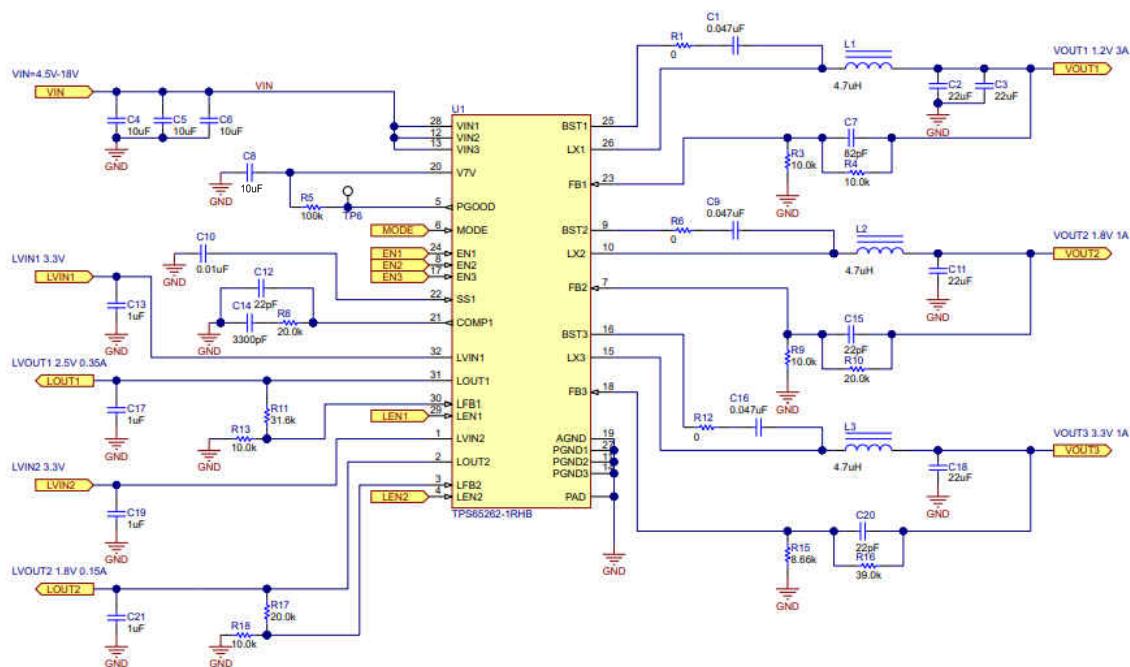 VIN=4.5V-18V
VIN
VIN
C4
10uF
C5
10uF
C6
10uF
GND
C8
10uF
GND
R5
100k
TP6
MODE
EN1
EN2
EN3
C10
0.01uF
GND
C12
22pF
C14
3300pF
R8
20.0k
GND
LVIN1 3.3V
LVIN1
C13
1uF
GND
LVOUT1 2.5V 0.35A
LOUT1
C17
1uF
GND
R11
31.6k
R13
10.0k
GND
LEN1
LVIN2 3.3V
LVIN2
C19
1uF
GND
LEN2
LVOUT2 1.8V 0.15A
LOUT2
C21
1uF
GND
R17
20.0k
R18
10.0k
GND
U1
28 VIN1
12 VIN2
13 VIN3
20 V7V
5 PGOOD
6 MODE
24 EN1
8 EN2
17 EN3
22 SS1
21 COMP1
32 LVIN1
31 LOUT1
30 LFB1
29 LEN1
1 LVIN2
2 LOUT2
3 LFB2
4 LEN2
BST1 25
LX1 26
FB1 23
BST2 9
LX2 10
FB2 7
BST3 16
LX3 15
FB3 18
AGND 19
PGND1 27
PGND2
PGND3 14
PAD
TPS65262-1RHB
GND
R1
0
C1
0.047uF
L1
4.7uH
VOUT1 1.2V 3A
VOUT1
C2
22uF
C3
22uF
GND
C7
82pF
R3
10.0k
R4
10.0k
GND
R6
0
C9
0.047uF
L2
4.7uH
VOUT2 1.8V 1A
VOUT2
C11
22uF
GND
C15
22pF
R9
10.0k
R10
20.0k
GND
R12
0
C16
0.047uF
L3
4.7uH
VOUT3 3.3V 1A
VOUT3
C18
22uF
GND
C20
22pF
R15
8.66k
R16
39.0k
GND